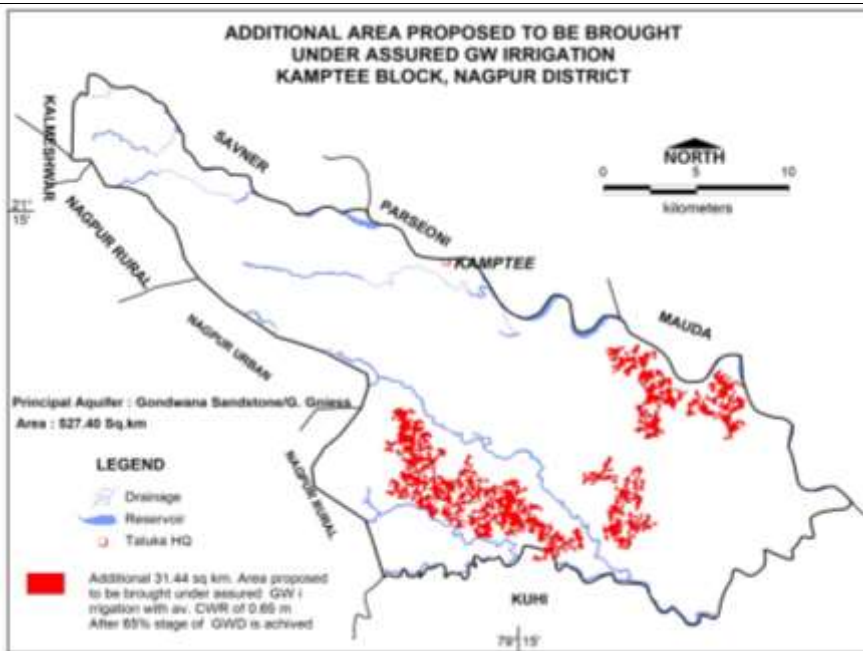 ADDITIONAL AREA PROPOSED TO BE BROUGHT
UNDER ASSURED GW IRRIGATION
KAMPTEE BLOCK, NAGPUR DISTRICT
KALMESHWAR
SAVNER
NORTH
0 5 10
kilometers
21
15'
NAGPUR RURAL
PARSEONI
KAMPTEE
MAUDA
NAGPUR URBAN
Principal Aquifer : Gondwana Sandstone/G. Gniess
Area : 527.40 Sq.km
NAGPUR RURAL
LEGEND
Drainage
Reservoir
Taluka HQ
Additional 31.44 sq km. Area proposed
to be brought under assured GW i
rrigation with av. CWR of 0.65 m
After 65% stage of GWD is achived
KUHI
79 15'